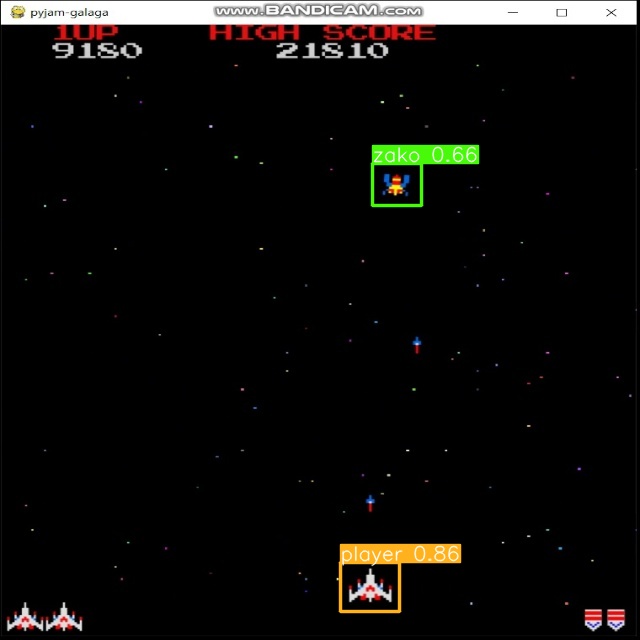 pyjam-galaga
www.BANDICAM.com
1UP HIGH SCORE
9180 21810
zako 0.66
player 0.86